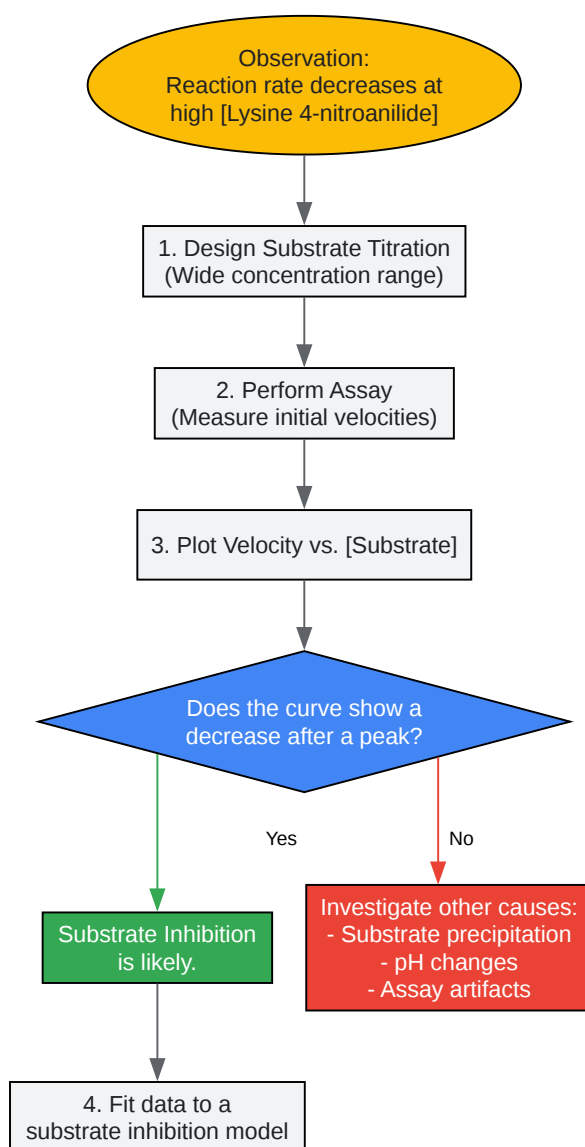 Observation:
Reaction rate decreases at
high [Lysine 4-nitroanilide]
1. Design Substrate Titration
(Wide concentration range)
2. Perform Assay
(Measure initial velocities)
3. Plot Velocity vs. [Substrate]
Does the curve show a
decrease after a peak?
Yes
No
Substrate Inhibition
is likely.
Investigate other causes:
- Substrate precipitation
- pH changes
- Assay artifacts
4. Fit data to a
substrate inhibition model